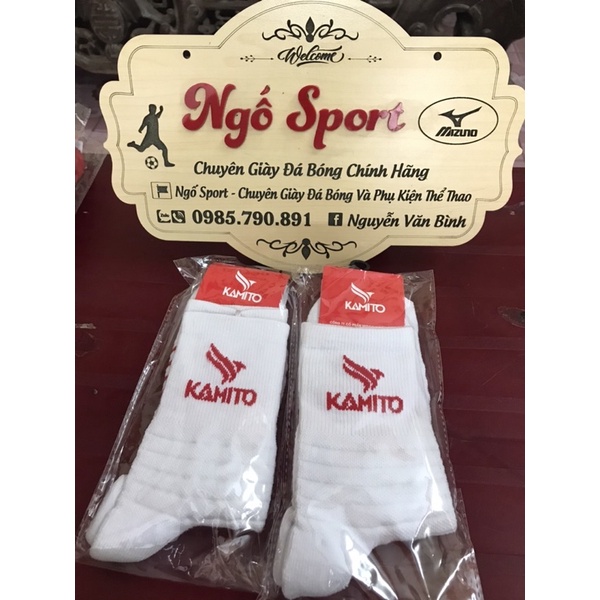 Welcome
Ngố Sport
MIZUNO
Chuyên Giày Đá Bóng Chính Hãng
Ngố Sport - Chuyên Giày Đá Bóng Và Phụ Kiện Thể Thao
Zalo 0985.790.891 f Nguyễn Văn Bình
KAMITO
KAMITO
KAMITO
KAMITO